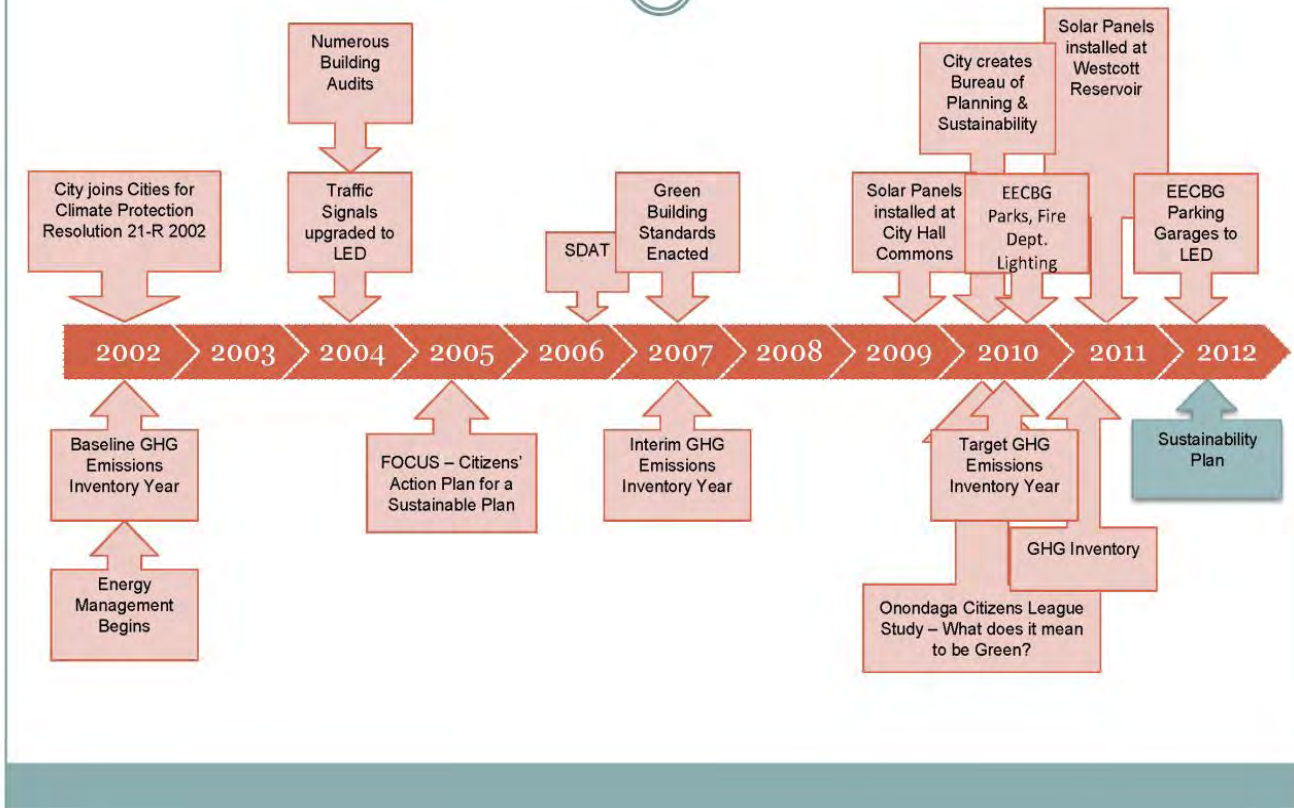 Numerous
Building
Audits
City creates
Bureau of
Planning &
Sustainability
Solar Panels
installed at
Westcott
Reservoir
City joins Cities for
Climate Protection
Resolution 21-R 2002
Traffic
Signals
upgraded to
LED
SDAT
Green
Building
Standards
Enacted
Solar Panels
installed at
City Hall
Commons
EECBG
Parks, Fire
Dept.
Lighting
EECBG
Parking
Garages to
LED
2002
2003
2004
2005
2006
2007
2008
2009
2010
2011
2012
Baseline GHG
Emissions
Inventory Year
FOCUS – Citizens’
Action Plan for a
Sustainable Plan
Interim GHG
Emissions
Inventory Year
Target GHG
Emissions
Inventory Year
Sustainability
Plan
GHG Inventory
Energy
Management
Begins
Onondaga Citizens League
Study – What does it mean
to be Green?